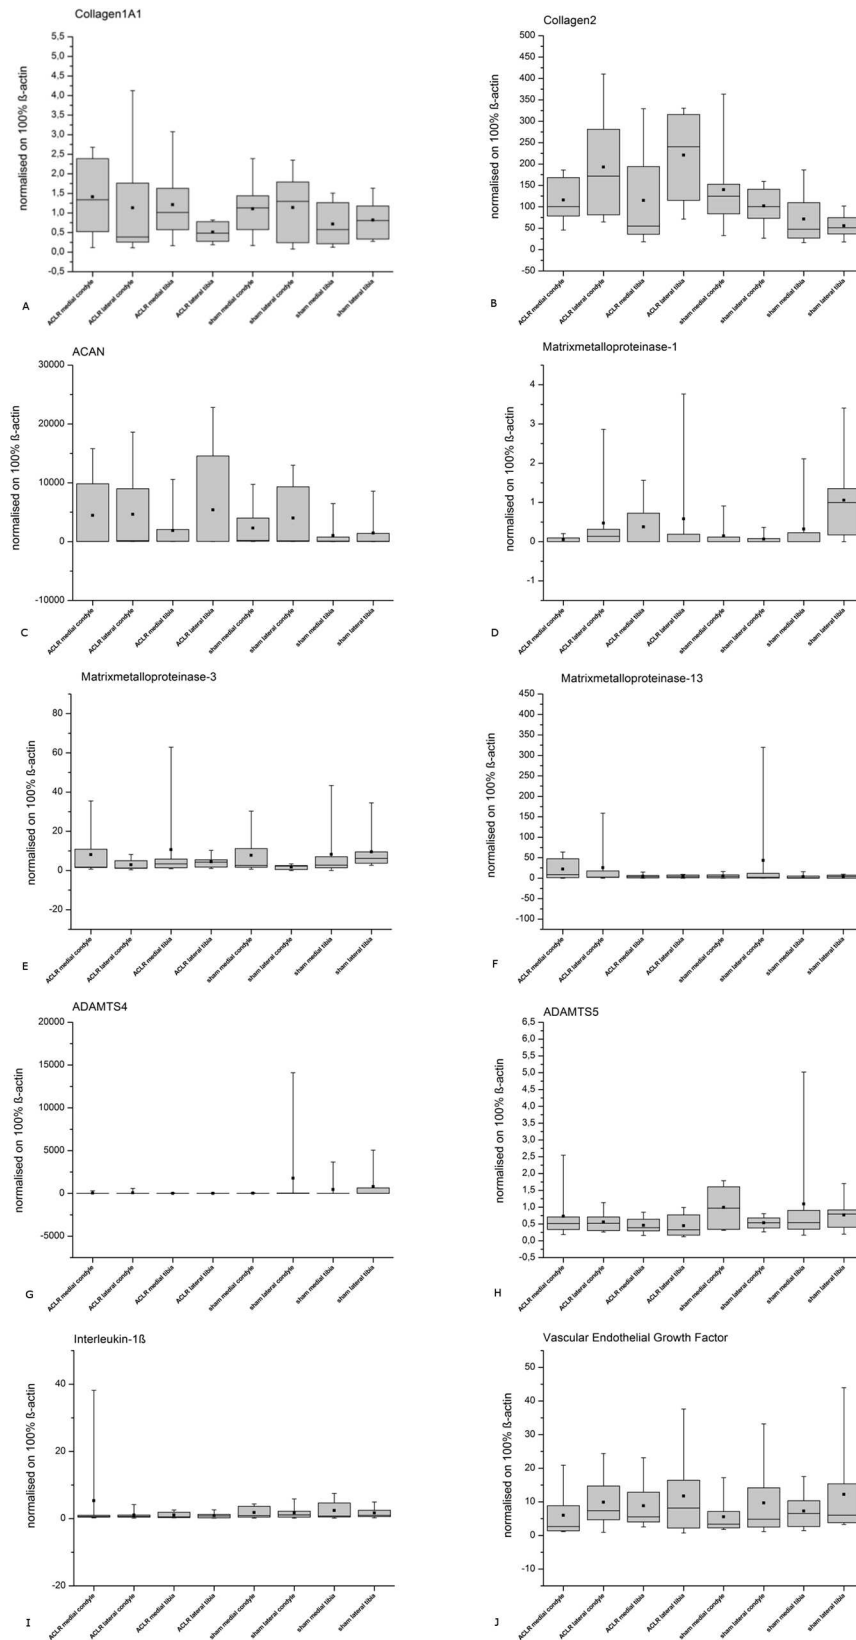 Collagen1A1
normalised on 100% ß-actin
5,5
5,0
4,5
4,0
3,5
3,0
2,5
2,0
1,5
1,0
0,5
0,0
-0,5
ACLR medial condyle
ACLR lateral condyle
ACLR medial tibia
ACLR lateral tibia
sham medial condyle
sham lateral condyle
sham medial tibia
sham lateral tibia
A
Collagen2
normalised on 100% ß-actin
500
450
400
350
300
250
200
150
100
50
0
-50
ACLR medial condyle
ACLR lateral condyle
ACLR medial tibia
ACLR lateral tibia
sham medial condyle
sham lateral condyle
sham medial tibia
sham lateral tibia
B
ACAN
normalised on 100% ß-actin
30000
20000
10000
0
-10000
ACLR medial condyle
ACLR lateral condyle
ACLR medial tibia
ACLR lateral tibia
sham medial condyle
sham lateral condyle
sham medial tibia
sham lateral tibia
C
Matrixmetalloproteinase-1
normalised on 100% ß-actin
4
3
2
1
0
-1
ACLR medial condyle
ACLR lateral condyle
ACLR medial tibia
ACLR lateral tibia
sham medial condyle
sham lateral condyle
sham medial tibia
sham lateral tibia
D
Matrixmetalloproteinase-3
normalised on 100% ß-actin
80
60
40
20
0
-20
ACLR medial condyle
ACLR lateral condyle
ACLR medial tibia
ACLR lateral tibia
sham medial condyle
sham lateral condyle
sham medial tibia
sham lateral tibia
E
Matrixmetalloproteinase-13
normalised on 100% ß-actin
450
400
350
300
250
200
150
100
50
0
-50
-100
ACLR medial condyle
ACLR lateral condyle
ACLR medial tibia
ACLR lateral tibia
sham medial condyle
sham lateral condyle
sham medial tibia
sham lateral tibia
F
ADAMTS4
normalised on 100% ß-actin
20000
15000
10000
5000
0
-5000
ACLR medial condyle
ACLR lateral condyle
ACLR medial tibia
ACLR lateral tibia
sham medial condyle
sham lateral condyle
sham medial tibia
sham lateral tibia
G
ADAMTS5
normalised on 100% ß-actin
6,5
6,0
5,5
5,0
4,5
4,0
3,5
3,0
2,5
2,0
1,5
1,0
0,5
0,0
-0,5
ACLR medial condyle
ACLR lateral condyle
ACLR medial tibia
ACLR lateral tibia
sham medial condyle
sham lateral condyle
sham medial tibia
sham lateral tibia
H
Interleukin-1ß
normalised on 100% ß-actin
40
20
0
-20
ACLR medial condyle
ACLR lateral condyle
ACLR medial tibia
ACLR lateral tibia
sham medial condyle
sham lateral condyle
sham medial tibia
sham lateral tibia
I
Vascular Endothelial Growth Factor
normalised on 100% ß-actin
50
40
30
20
10
0
-10
ACLR medial condyle
ACLR lateral condyle
ACLR medial tibia
ACLR lateral tibia
sham medial condyle
sham lateral condyle
sham medial tibia
sham lateral tibia
J